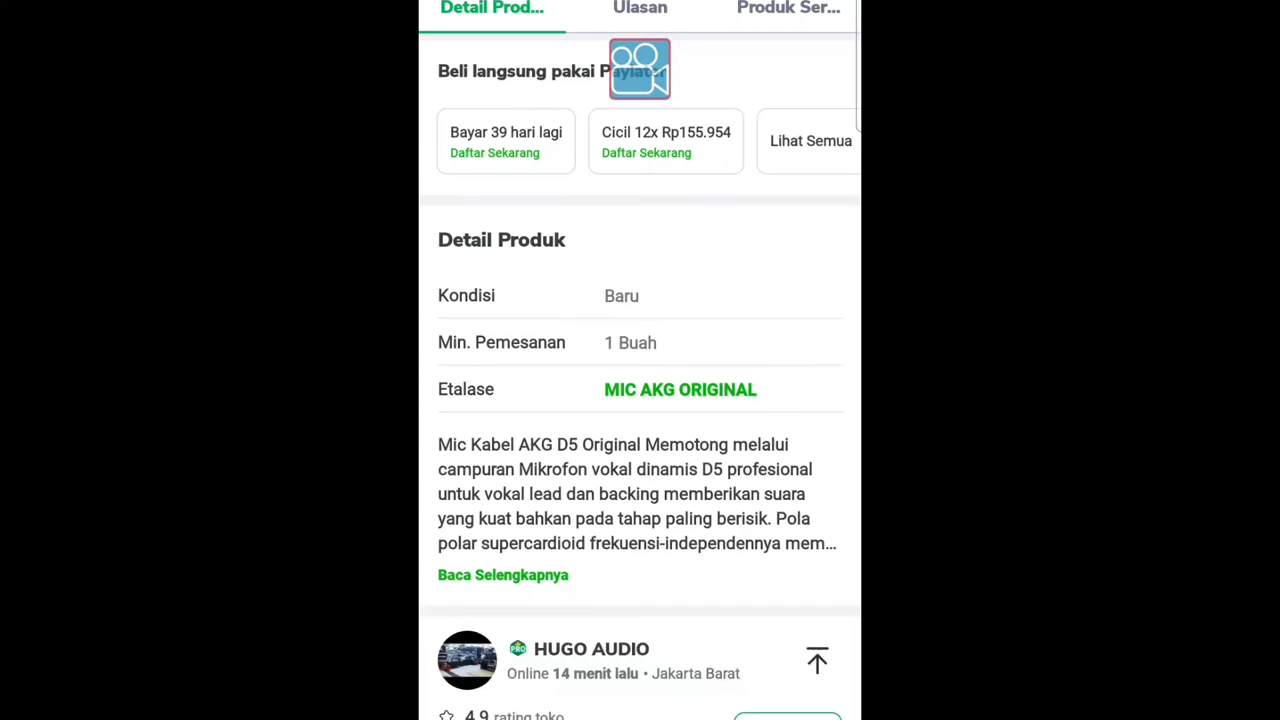 Detail Prod...
Ulasan
Produk Ser...
Beli langsung pakai Paylater
Bayar 39 hari lagi
Daftar Sekarang
Cicil 12x Rp155.954
Daftar Sekarang
Lihat Semua
Detail Produk
Kondisi Baru
Min. Pemesanan 1 Buah
Etalase MIC AKG ORIGINAL
Mic Kabel AKG D5 Original Memotong melalui
campuran Mikrofon vokal dinamis D5 profesional
untuk vokal lead dan backing memberikan suara
yang kuat bahkan pada tahap paling berisik. Pola
polar supercardioid frekuensi-independennya mem...
Baca Selengkapnya
PRO HUGO AUDIO
Online 14 menit lalu • Jakarta Barat
4.9 rating toko